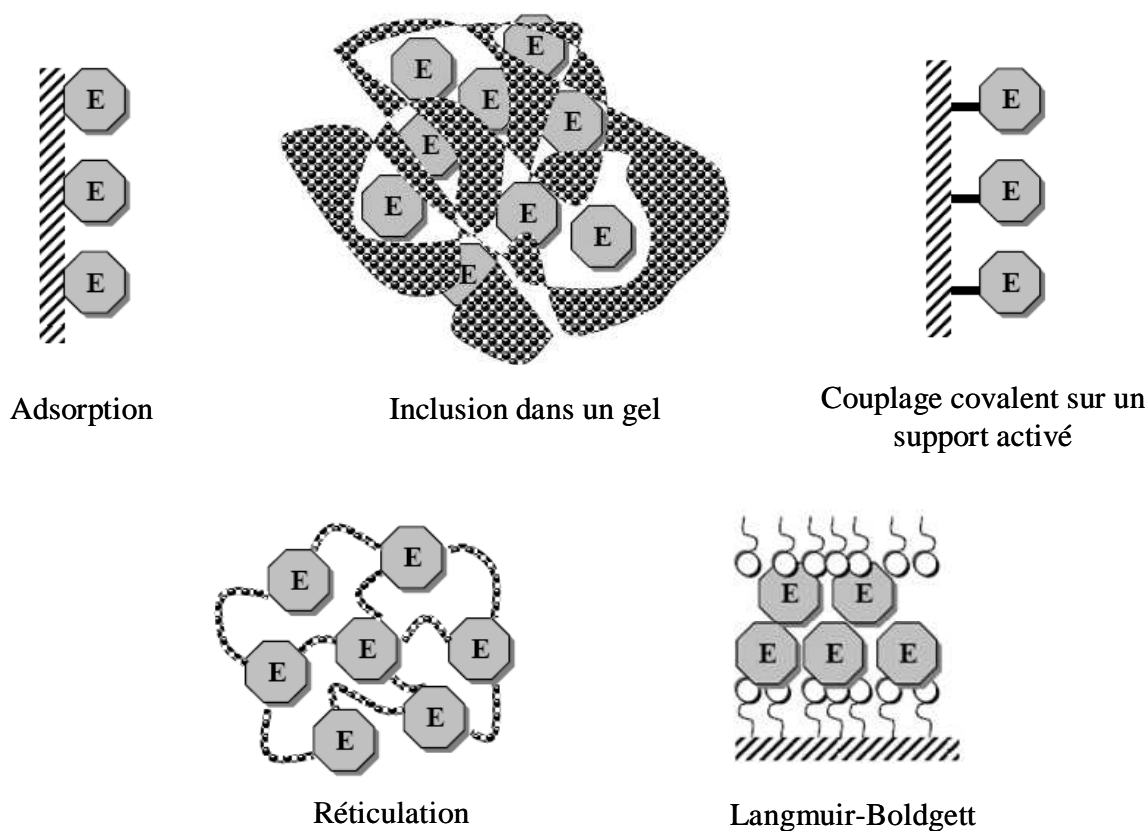 E
E
E
Adsorption
E
E
E
E
E
E
E
E
E
Inclusion dans un gel
E
E
E
Couplage covalent sur un
support activé
E
E
E
E
E
E
E
Réticulation
E
E
E
E
E
Langmuir-Boldgett